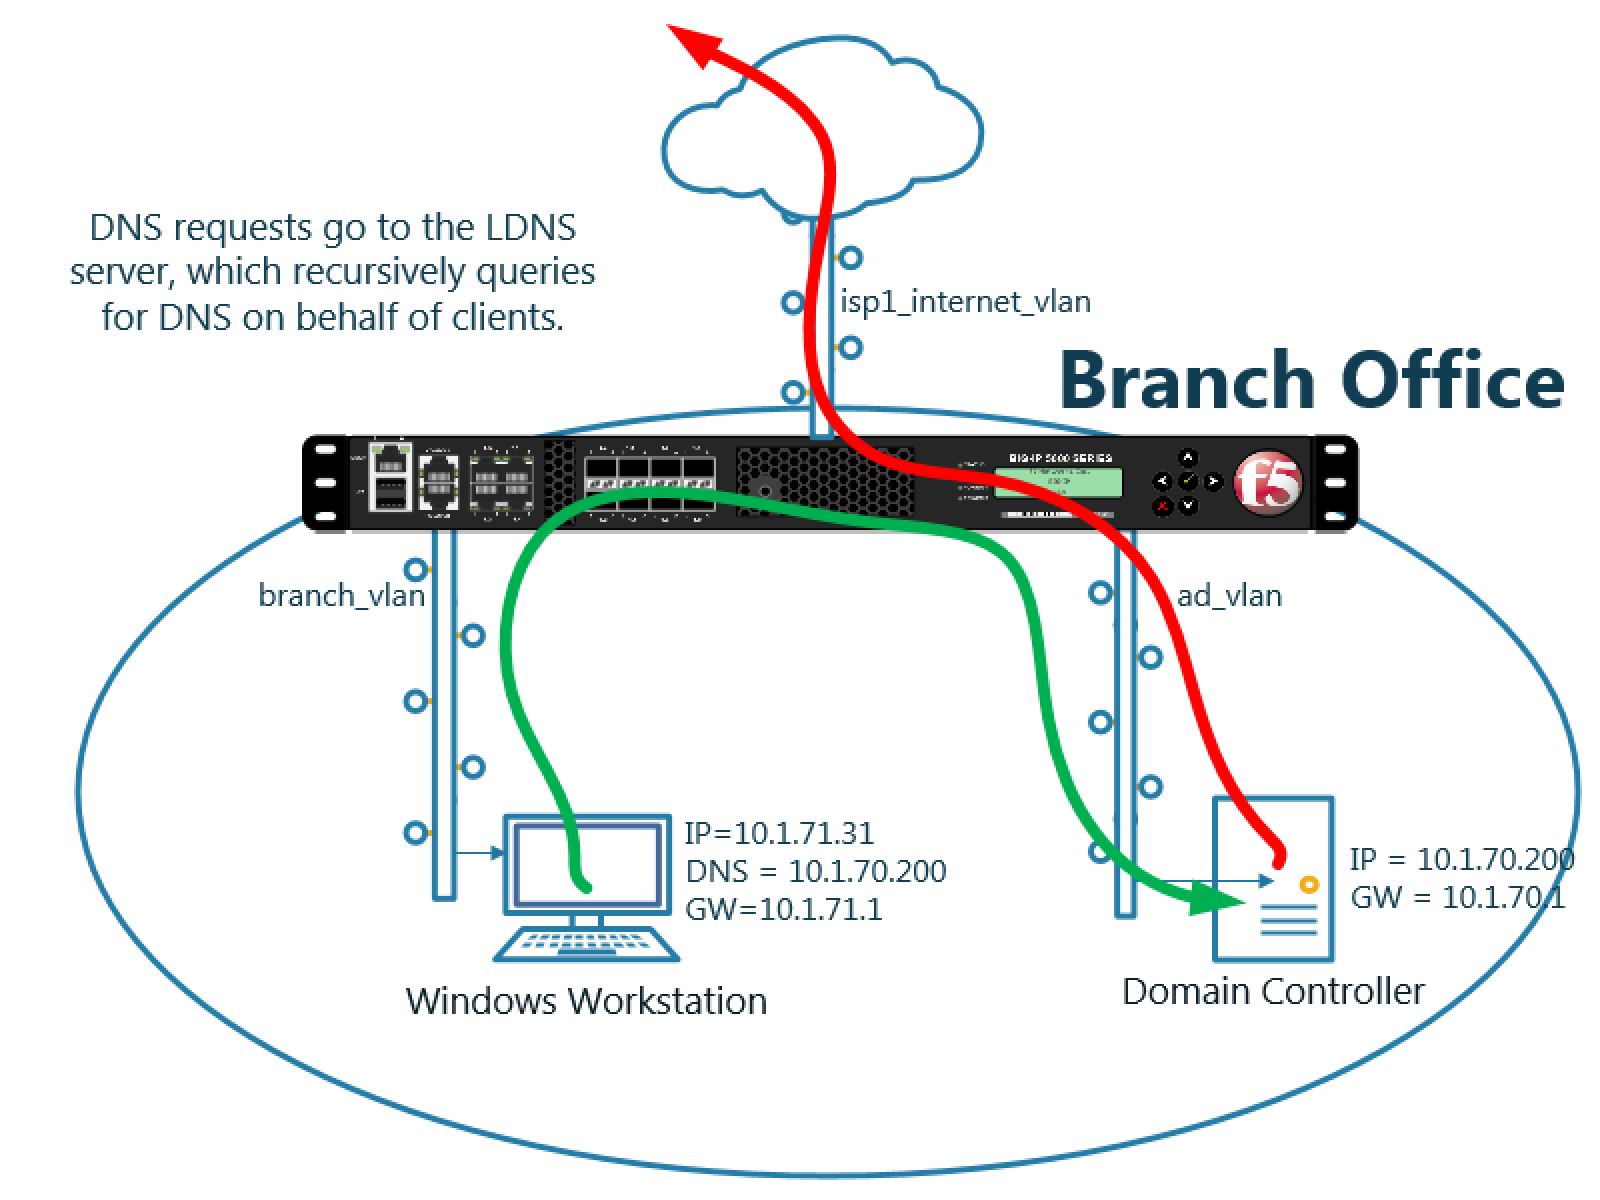 DNS requests go to the LDNS
server, which recursively queries
for DNS on behalf of clients.
isp1_internet_vlan
Branch Office
BIG-IP 5000 SERIES
f5
branch_vlan
ad_vlan
IP=10.1.71.31
DNS = 10.1.70.200
GW=10.1.71.1
IP = 10.1.70.200
GW = 10.1.70.1
Windows Workstation
Domain Controller